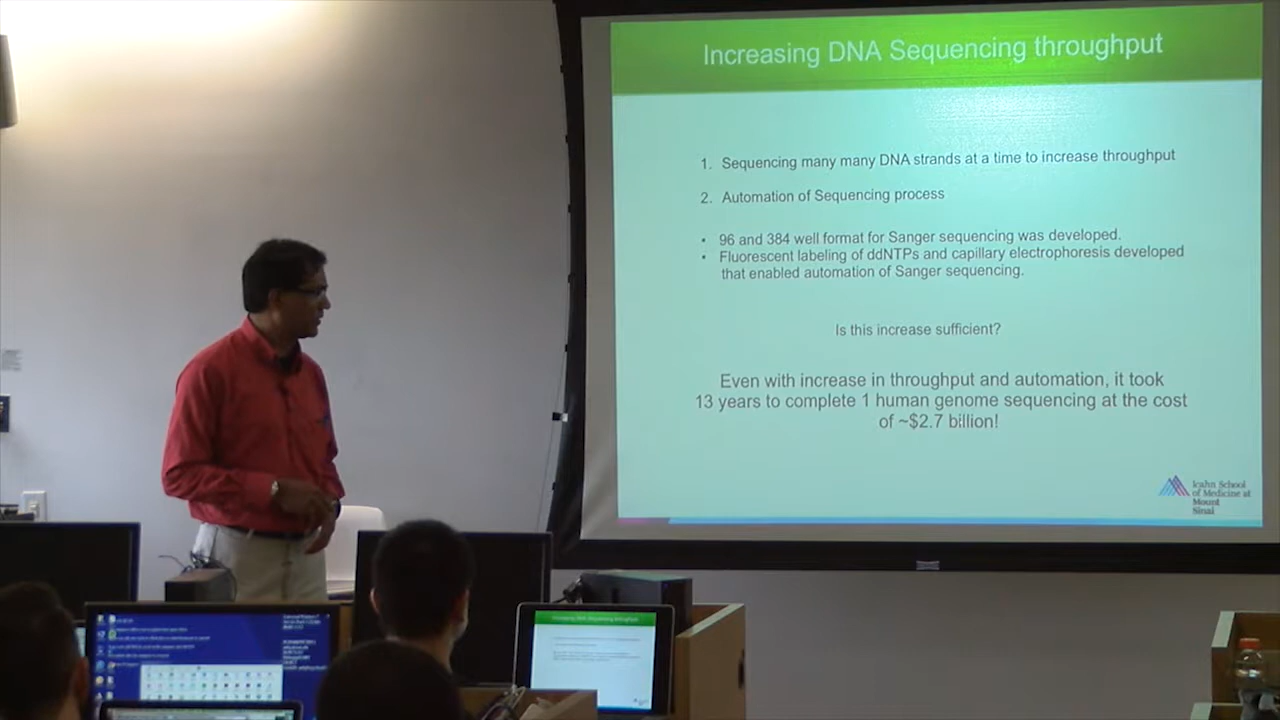 Increasing DNA Sequencing throughput
1. Sequencing many many DNA strands at a time to increase throughput
2. Automation of Sequencing process
• 96 and 384 well format for Sanger sequencing was developed.
• Fluorescent labeling of ddNTPs and capillary electrophoresis developed
that enabled automation of Sanger sequencing.
Is this increase sufficient?
Even with increase in throughput and automation, it took
13 years to complete 1 human genome sequencing at the cost
of ~$2.7 billion!
Icahn School
of Medicine at
Mount
Sinai
Increasing DNA Sequencing throughput